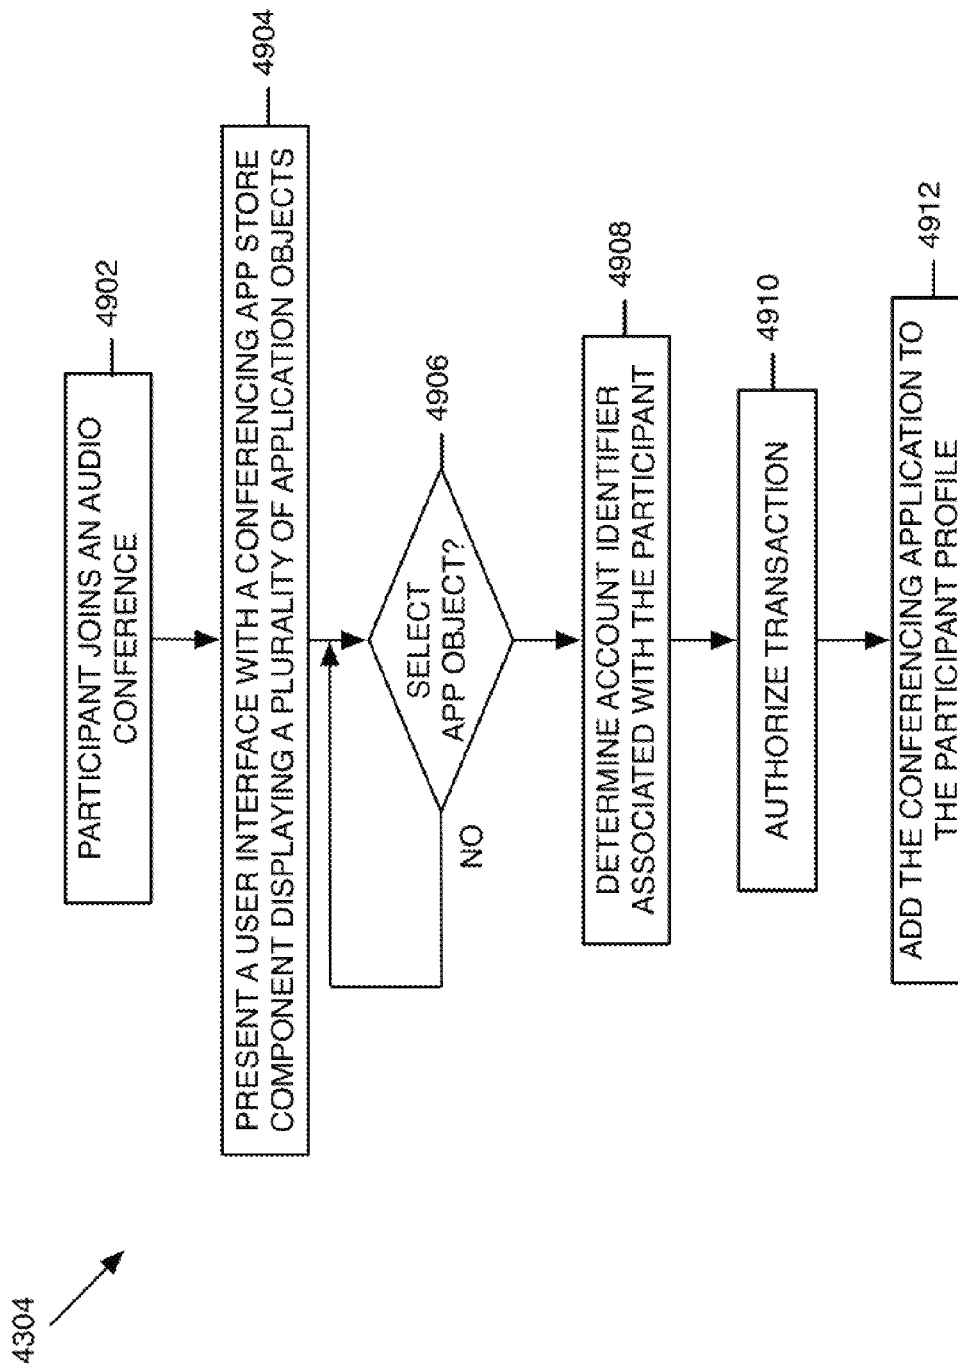 4304
PARTICIPANT JOINS AN AUDIO
CONFERENCE
4902
PRESENT A USER INTERFACE WITH A CONFERENCING APP STORE
COMPONENT DISPLAYING A PLURALITY OF APPLICATION OBJECTS
4904
SELECT
APP OBJECT?
4906
NO
DETERMINE ACCOUNT IDENTIFIER
ASSOCIATED WITH THE PARTICIPANT
4908
AUTHORIZE TRANSACTION
4910
ADD THE CONFERENCING APPLICATION TO
THE PARTICIPANT PROFILE
4912